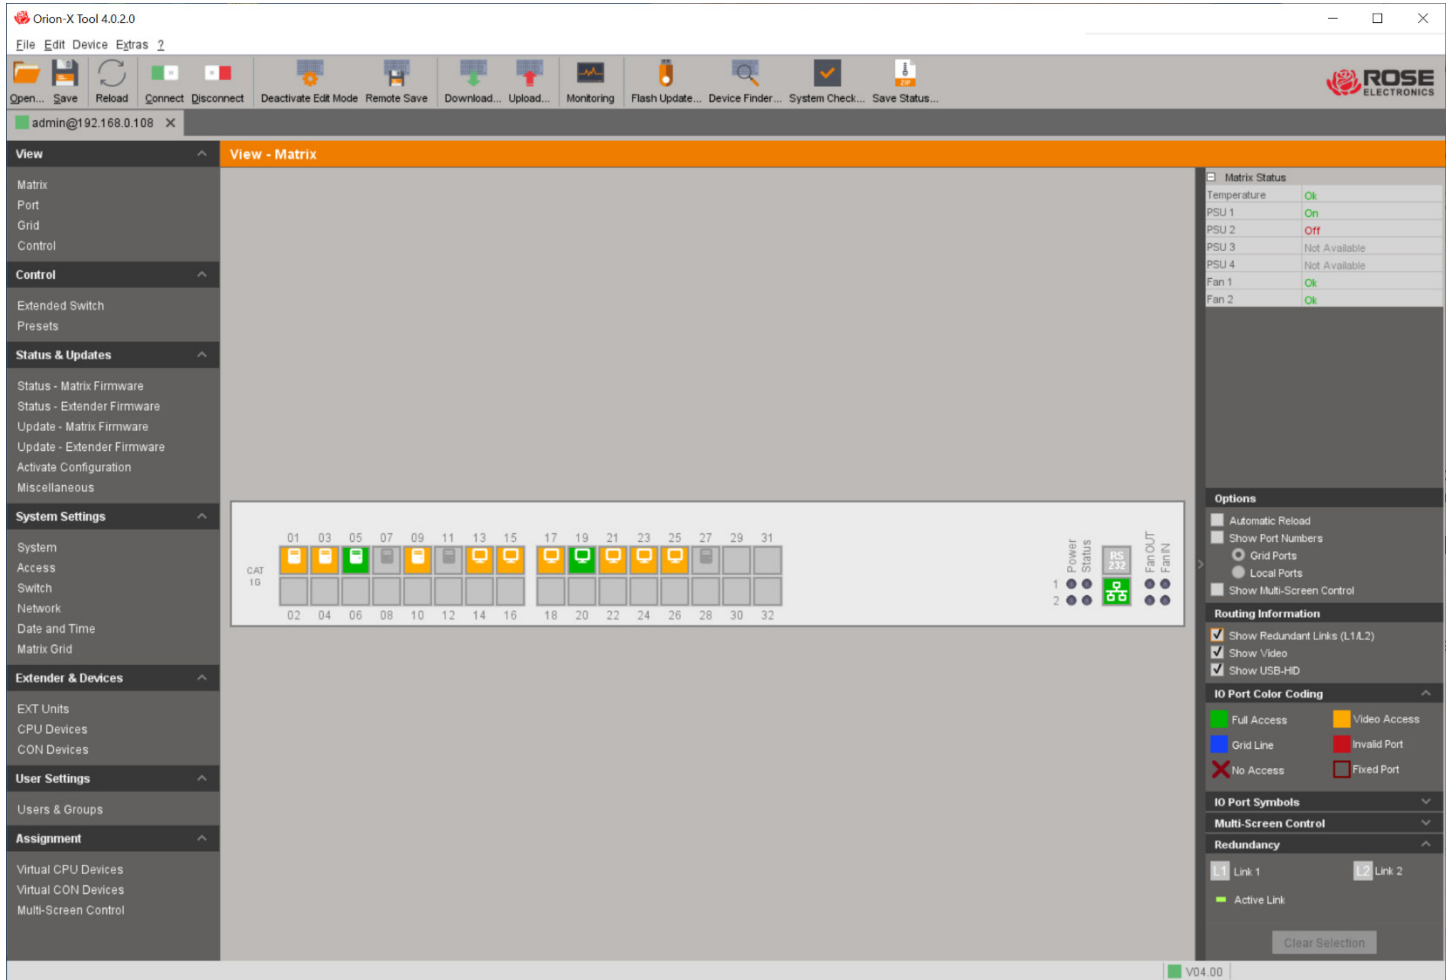 Orion-X Tool 4.0.2.0
File Edit Device Extras ?
Open... Save Reload Connect Disconnect Deactivate Edit Mode Remote Save Download... Upload... Monitoring Flash Update... Device Finder... System Check... Save Status...
ZIP
ROSE
ELECTRONICS
admin@192.168.0.108
View
Matrix
Port
Grid
Control
Control
Extended Switch
Presets
Status & Updates
Status - Matrix Firmware
Status - Extender Firmware
Update - Matrix Firmware
Update - Extender Firmware
Activate Configuration
Miscellaneous
System Settings
System
Access
Switch
Network
Date and Time
Matrix Grid
Extender & Devices
EXT Units
CPU Devices
CON Devices
User Settings
Users & Groups
Assignment
Virtual CPU Devices
Virtual CON Devices
Multi-Screen Control
View - Matrix
01 03 05 07 09 11 13 15 17 19 21 23 25 27 29 31
CAT
1G
02 04 06 08 10 12 14 16 18 20 22 24 26 28 30 32
Power
Status
1
2
RS
232
FanOUT
FanIN
Matrix Status
Temperature Ok
PSU 1 On
PSU 2 Off
PSU 3 Not Available
PSU 4 Not Available
Fan 1 Ok
Fan 2 Ok
Options
Automatic Reload
Show Port Numbers
Grid Ports
Local Ports
Show Multi-Screen Control
Routing Information
Show Redundant Links (L1/L2)
Show Video
Show USB-HID
IO Port Color Coding
Full Access Video Access
Grid Line Invalid Port
No Access Fixed Port
IO Port Symbols
Multi-Screen Control
Redundancy
L1 Link 1 L2 Link 2
Active Link
Clear Selection
V04.00